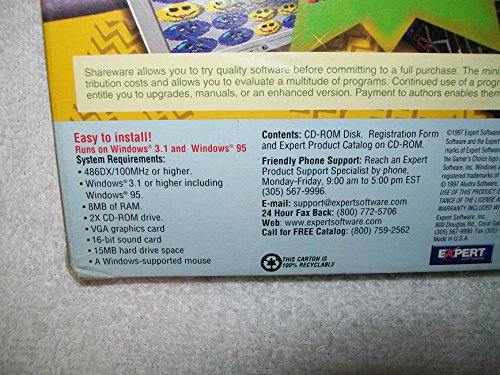 Shareware allows you to try quality software before committing to a full purchase. The mini
tribution costs and allows users to evaluate a multitude of programs. Continued use of a prog
entitle you to upgrades, manuals, or an enhanced version. Payment to authors enables them
Easy to install!
Runs on Windows® 3.1 and Windows® 95
System Requirements:
• 486DX/100MHz or higher.
• Windows® 3.1 or higher including
Windows® 95.
• 8MB of RAM.
• 2X CD-ROM drive.
• VGA graphics card
• 16-bit sound card
• 15MB hard drive space
• A Windows-supported mouse
Contents: CD-ROM Disk. Registration Form
and Expert Product Catalog on CD-ROM.
Friendly Phone Support: Reach an Expert
Product Support Specialist by phone,
Monday-Friday, 9:00 am to 5:00 pm EST
(305) 567-9996.
E-mail: support@expertsoftware.com
24 Hour Fax Back: (800) 772-5706
Web: www.expertsoftware.com
Call for FREE Catalog: (800) 759-2562
THIS CARTON IS
100% RECYCLABLE
©1997 Expert Software
Software and the
marks of Expert Software
the Gamer's Choice logo
Software, Inc. Windows
registered trademarks of
© 1997 Aludra Software
USE OF THIS PRODUCT
TANCE OF THE LICENSE A
WARRANTY INCLUDED WIT
Expert Software, Inc.
800 Douglas Rd. Coral Ga
(305) 567-9990 Fax (305)
Made in U.S.A
EXPERT
SOFTWARE